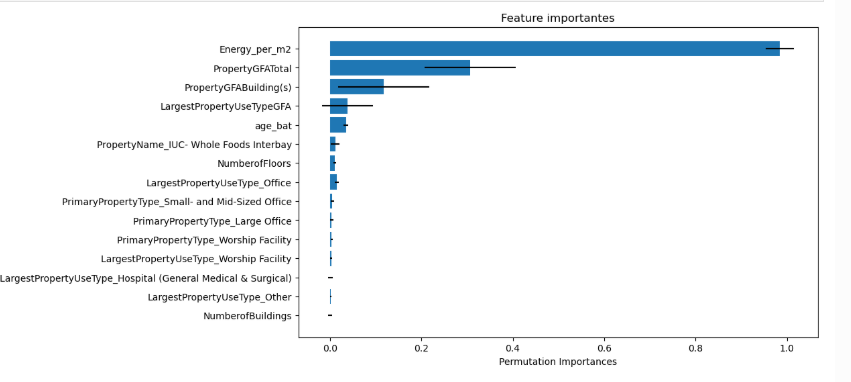 Feature importantes
Energy_per_m2
PropertyGFATotal
PropertyGFABuilding(s)
LargestPropertyUseTypeGFA
age_bat
PropertyName_IUC- Whole Foods Interbay
NumberofFloors
LargestPropertyUseType_Office
PrimaryPropertyType_Small- and Mid-Sized Office
PrimaryPropertyType_Large Office
PrimaryPropertyType_Worship Facility
LargestPropertyUseType_Worship Facility
LargestPropertyUseType_Hospital (General Medical & Surgical)
LargestPropertyUseType_Other
NumberofBuildings
0.0 0.2 0.4 0.6 0.8 1.0
Permutation Importances